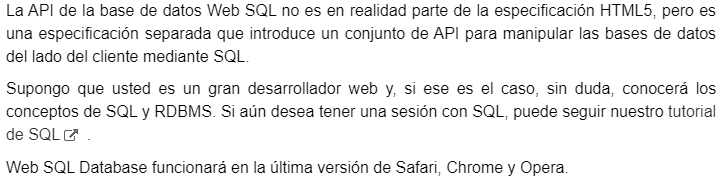 La API de la base de datos Web SQL no es en realidad parte de la especificación HTML5, pero es
una especificación separada que introduce un conjunto de API para manipular las bases de datos
del lado del cliente mediante SQL.
Supongo que usted es un gran desarrollador web y, si ese es el caso, sin duda, conocerá los
conceptos de SQL y RDBMS. Si aún desea tener una sesión con SQL, puede seguir nuestro tutorial
de SQL .
Web SQL Database funcionará en la última versión de Safari, Chrome y Opera.